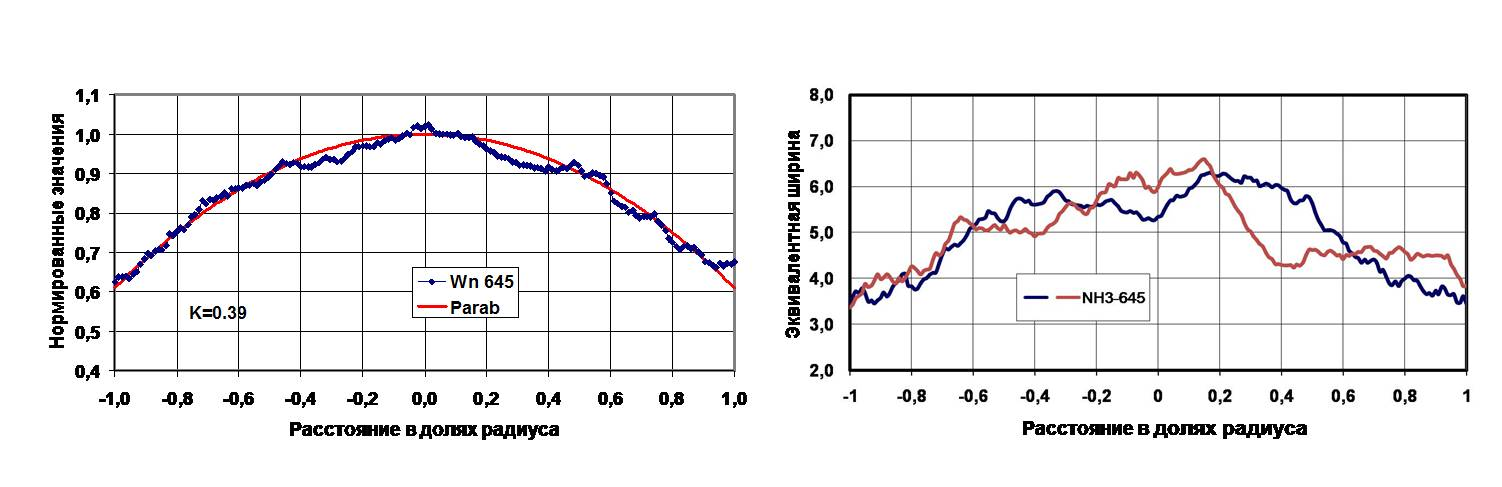 Нормированные значения
1,1
1,0
0,9
0,8
0,7
0,6
0,5
0,4
K=0.39
Wn 645
Parab
-1,0 -0,8 -0,6 -0,4 -0,2 0,0 0,2 0,4 0,6 0,8 1,0
Расстояние в долях радиуса
Эквивалентная ширина
8,0
7,0
6,0
5,0
4,0
3,0
2,0
NH3-645
-1 -0,8 -0,6 -0,4 -0,2 0 0,2 0,4 0,6 0,8 1
Расстояние в долях радиуса